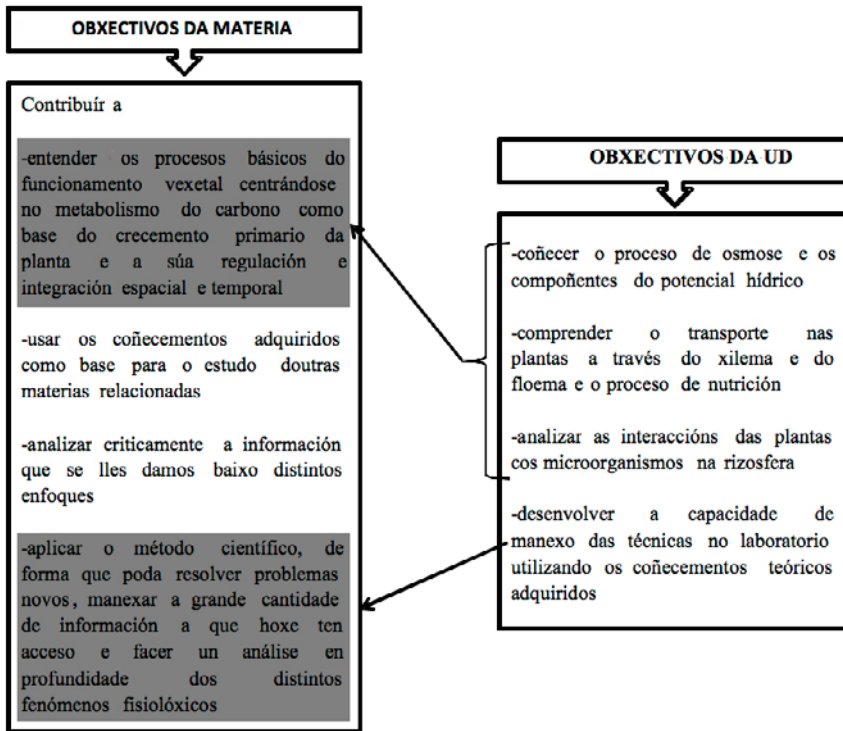 OBXECTIVOS DA MATERIA
Contribuír a
-entender os procesos básicos do
funcionamento vexetal centrándose
no metabolismo do carbono como
base do crecemento primario da
planta e a súa regulación e
integración espacial e temporal
-usar os coñecementos adquiridos
como base para o estudo doutras
materias relacionadas
-analizar criticamente a información
que se lles damos baixo distintos
enfoques
-aplicar o método científico, de
forma que poda resolver problemas
novos, manexar a grande cantidade
de información a que hoxe ten
acceso e facer un análise en
profundidade dos distintos
fenómenos fisiolóxicos
OBXECTIVOS DA UD
-coñecer o proceso de osmose e os
compoñentes do potencial hídrico
-comprender o transporte nas
plantas a través do xilema e do
floema e o proceso de nutrición
-analizar as interaccións das plantas
cos microorganismos na rizosfera
-desenvolver a capacidade de
manexo das técnicas no laboratorio
utilizando os coñecementos teóricos
adquiridos